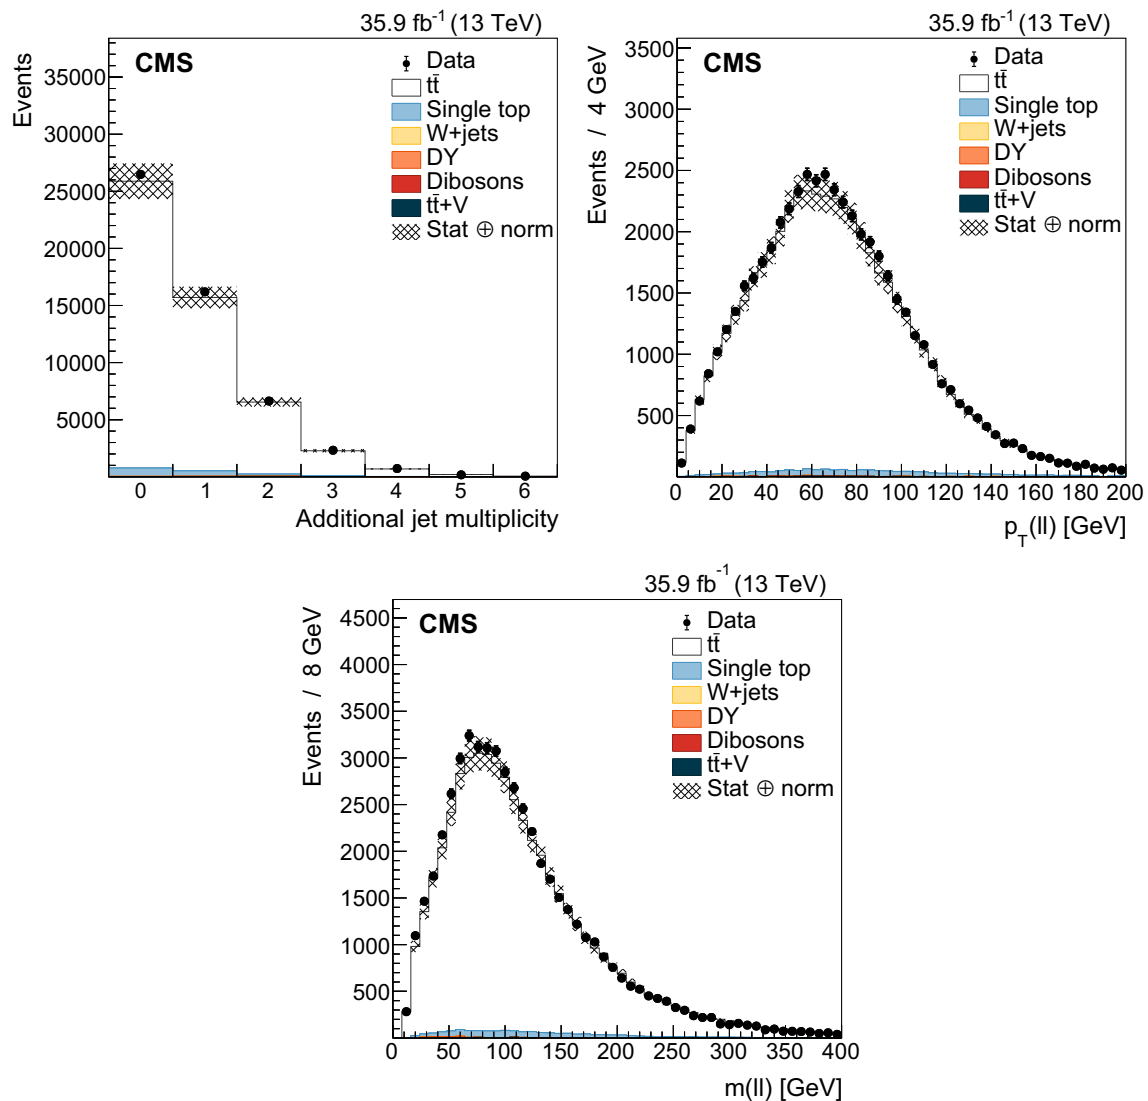 35.9 fb⁻¹ (13 TeV)
CMS
Events
35000
30000
25000
20000
15000
10000
5000
Data
tt̄
Single top
W+jets
DY
Dibosons
tt̄+V
Stat ⊕ norm
0 1 2 3 4 5 6
Additional jet multiplicity
35.9 fb⁻¹ (13 TeV)
CMS
Events / 4 GeV
3500
3000
2500
2000
1500
1000
500
Data
tt̄
Single top
W+jets
DY
Dibosons
tt̄+V
Stat ⊕ norm
0 20 40 60 80 100 120 140 160 180 200
p_T(ll) [GeV]
35.9 fb⁻¹ (13 TeV)
CMS
Events / 8 GeV
4500
4000
3500
3000
2500
2000
1500
1000
500
Data
tt̄
Single top
W+jets
DY
Dibosons
tt̄+V
Stat ⊕ norm
0 50 100 150 200 250 300 350 400
m(ll) [GeV]